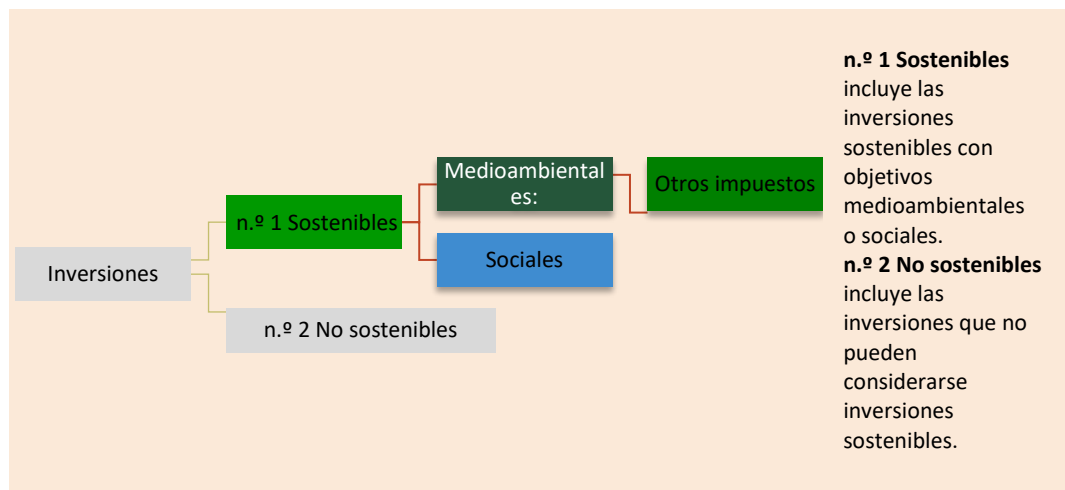 Inversiones
n.º 1 Sostenibles
n.º 2 No sostenibles
Medioambiental
es:
Sociales
Otros impuestos
n.º 1 Sostenibles
incluye las
inversiones
sostenibles con
objetivos
medioambientales
o sociales.
n.º 2 No sostenibles
incluye las
inversiones que no
pueden
considerarse
inversiones
sostenibles.